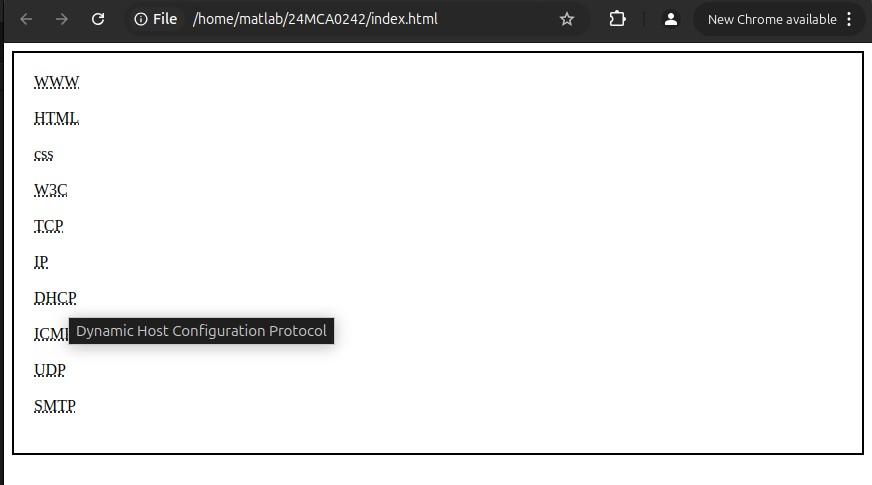 File /home/matlab/24MCA0242/index.html New Chrome available
WWW
HTML
css
W3C
TCP
IP
DHCP
Dynamic Host Configuration Protocol
UDP
SMTP